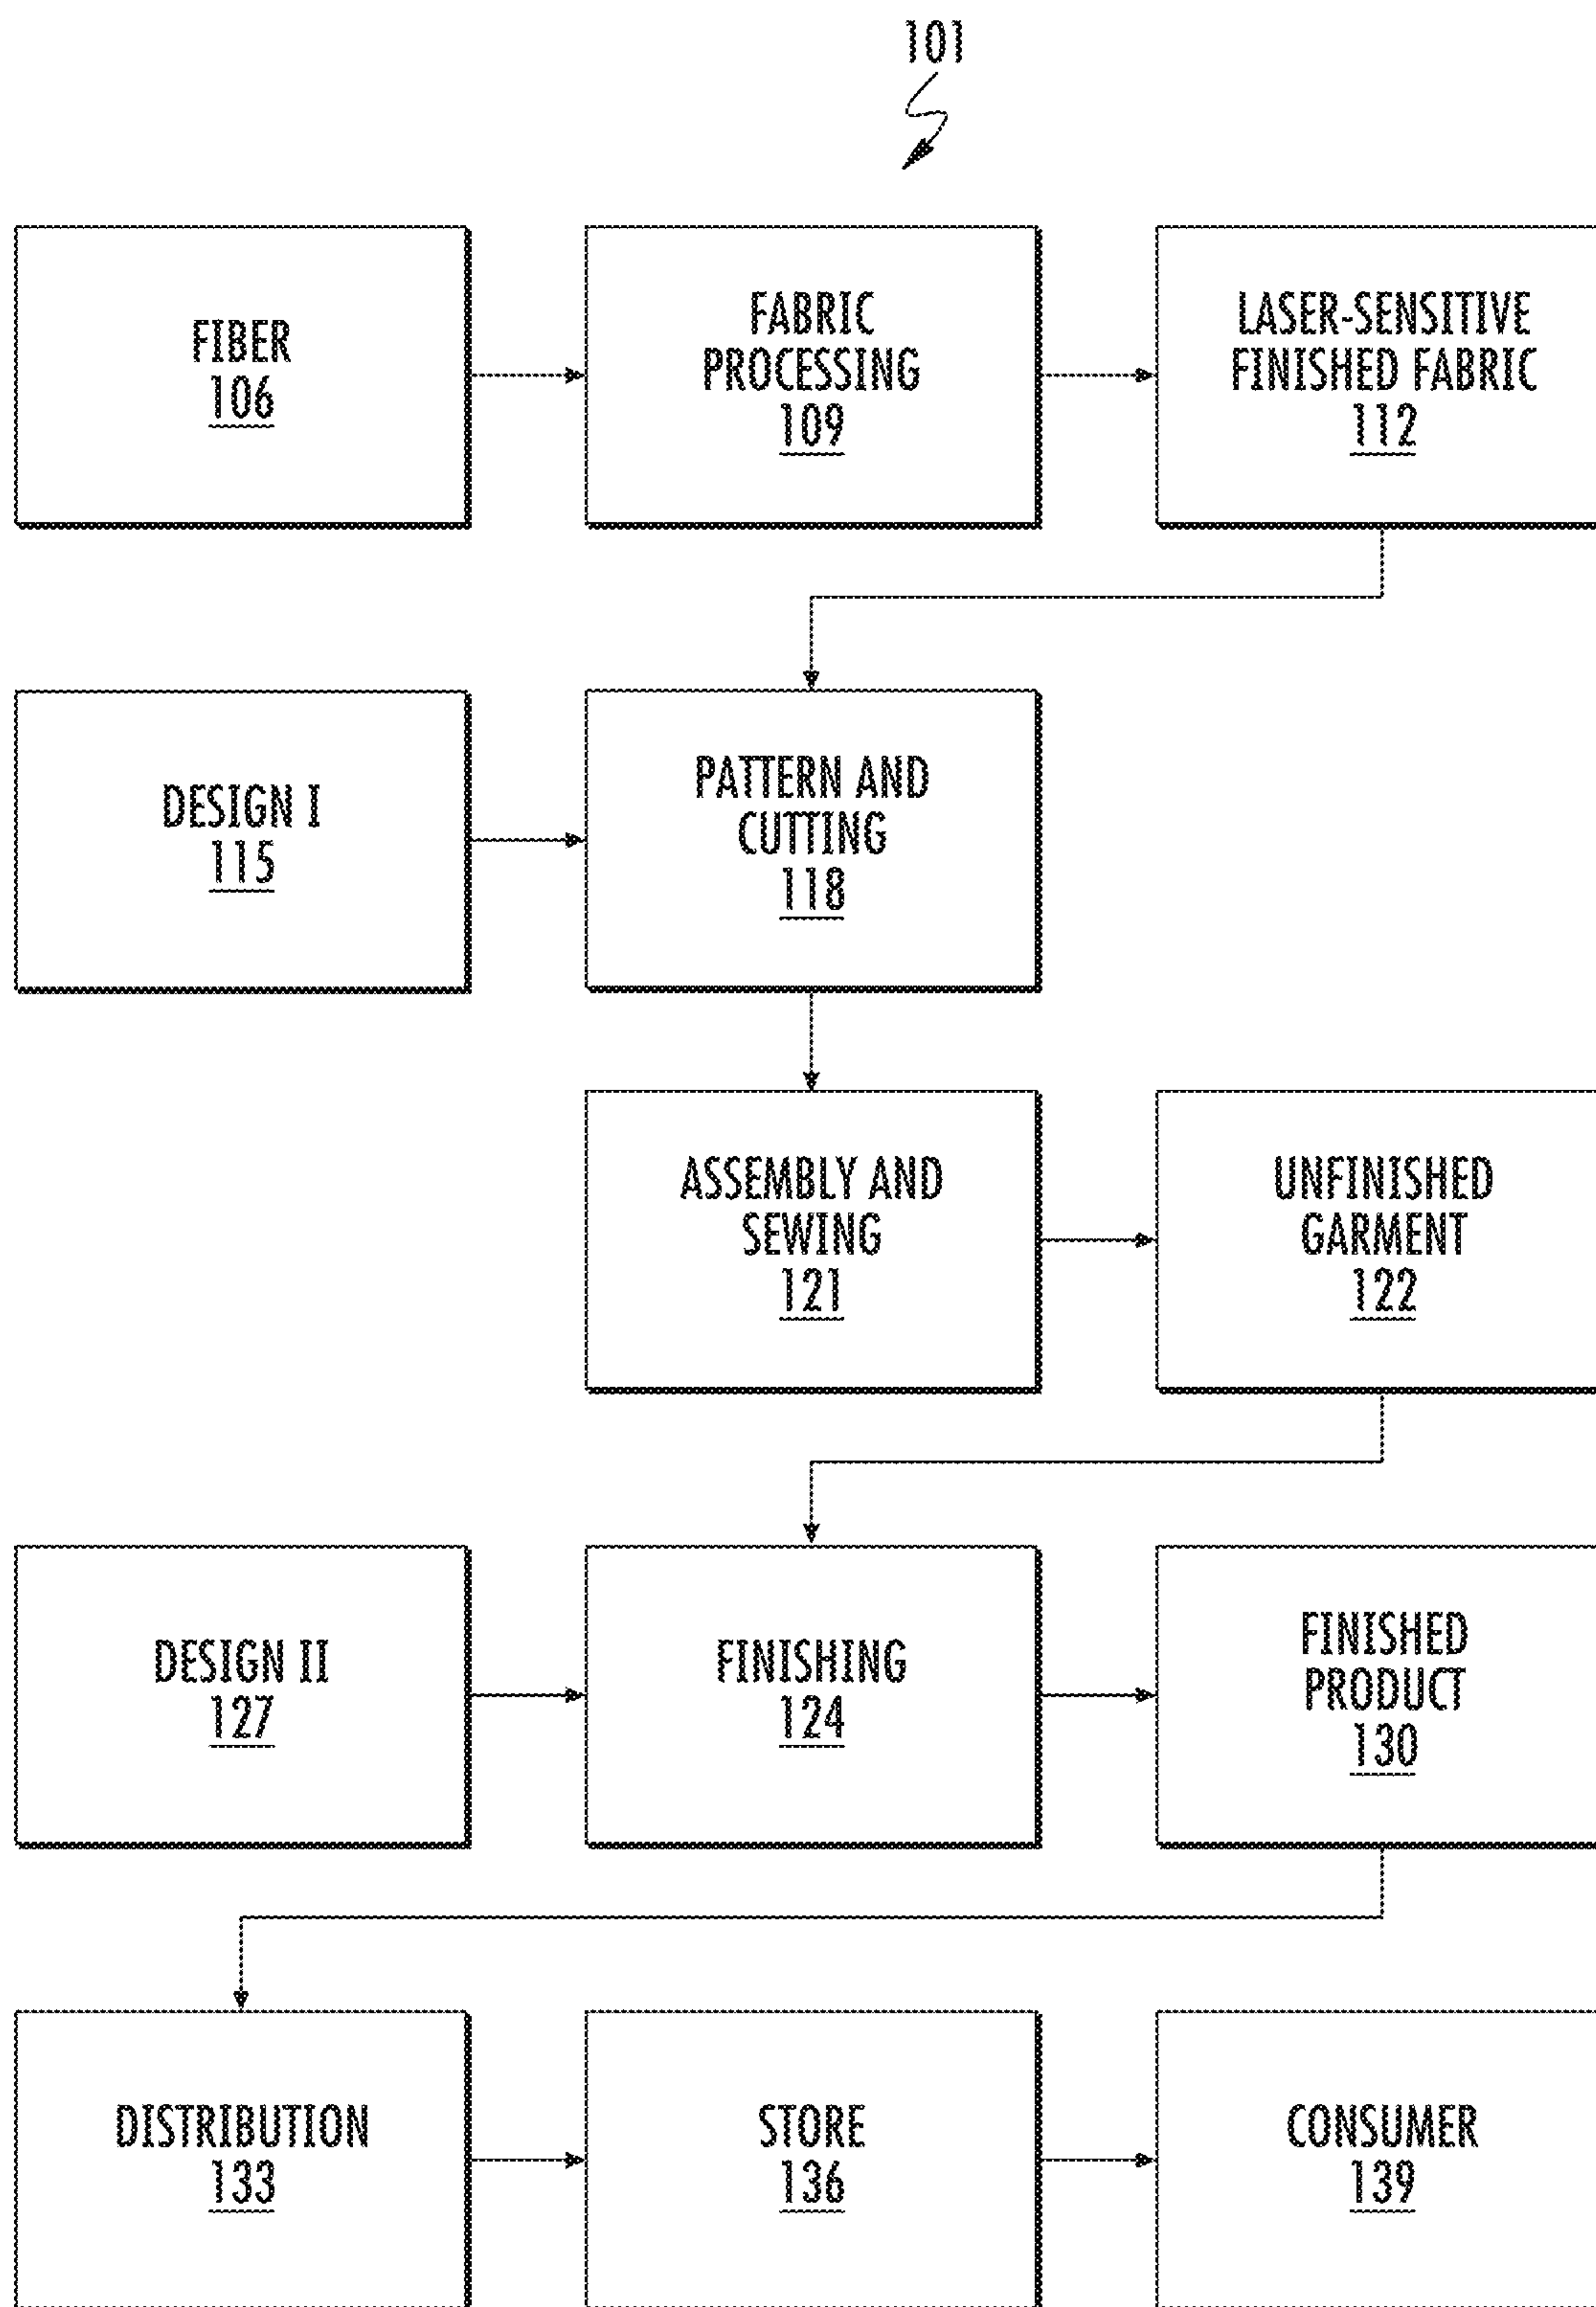 101
FIBER
106
FABRIC
PROCESSING
109
LASER-SENSITIVE
FINISHED FABRIC
112
DESIGN I
115
PATTERN AND
CUTTING
118
ASSEMBLY AND
SEWING
121
UNFINISHED
GARMENT
122
DESIGN II
127
FINISHING
124
FINISHED
PRODUCT
130
DISTRIBUTION
133
STORE
136
CONSUMER
139